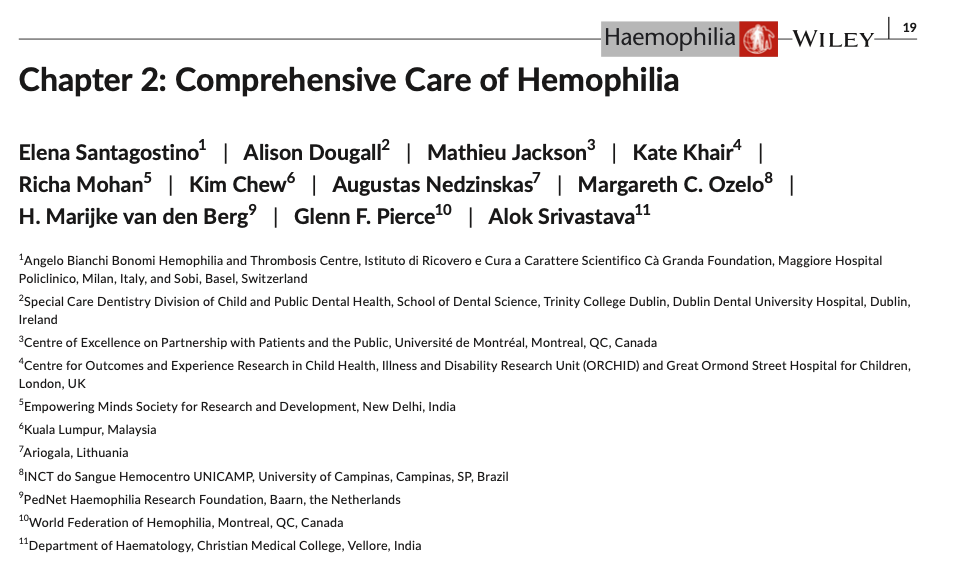 Haemophilia WILEY 19
Chapter 2: Comprehensive Care of Hemophilia
Elena Santagostino1 | Alison Dougall2 | Mathieu Jackson3 | Kate Khair4 |
Richa Mohan5 | Kim Chew6 | Augustas Nedzinskas7 | Margareth C. Ozelo8 |
H. Marijke van den Berg9 | Glenn F. Pierce10 | Alok Srivastava11
1Angelo Bianchi Bonomi Hemophilia and Thrombosis Centre, Istituto di Ricovero e Cura a Carattere Scientifico Cà Granda Foundation, Maggiore Hospital
Policlinico, Milan, Italy, and Sobi, Basel, Switzerland
2Special Care Dentistry Division of Child and Public Dental Health, School of Dental Science, Trinity College Dublin, Dublin Dental University Hospital, Dublin,
Ireland
3Centre of Excellence on Partnership with Patients and the Public, Université de Montréal, Montreal, QC, Canada
4Centre for Outcomes and Experience Research in Child Health, Illness and Disability Research Unit (ORCHID) and Great Ormond Street Hospital for Children,
London, UK
5Empowering Minds Society for Research and Development, New Delhi, India
6Kuala Lumpur, Malaysia
7Ariogala, Lithuania
8INCT do Sangue Hemocentro UNICAMP, University of Campinas, Campinas, SP, Brazil
9PedNet Haemophilia Research Foundation, Baarn, the Netherlands
10World Federation of Hemophilia, Montreal, QC, Canada
11Department of Haematology, Christian Medical College, Vellore, India